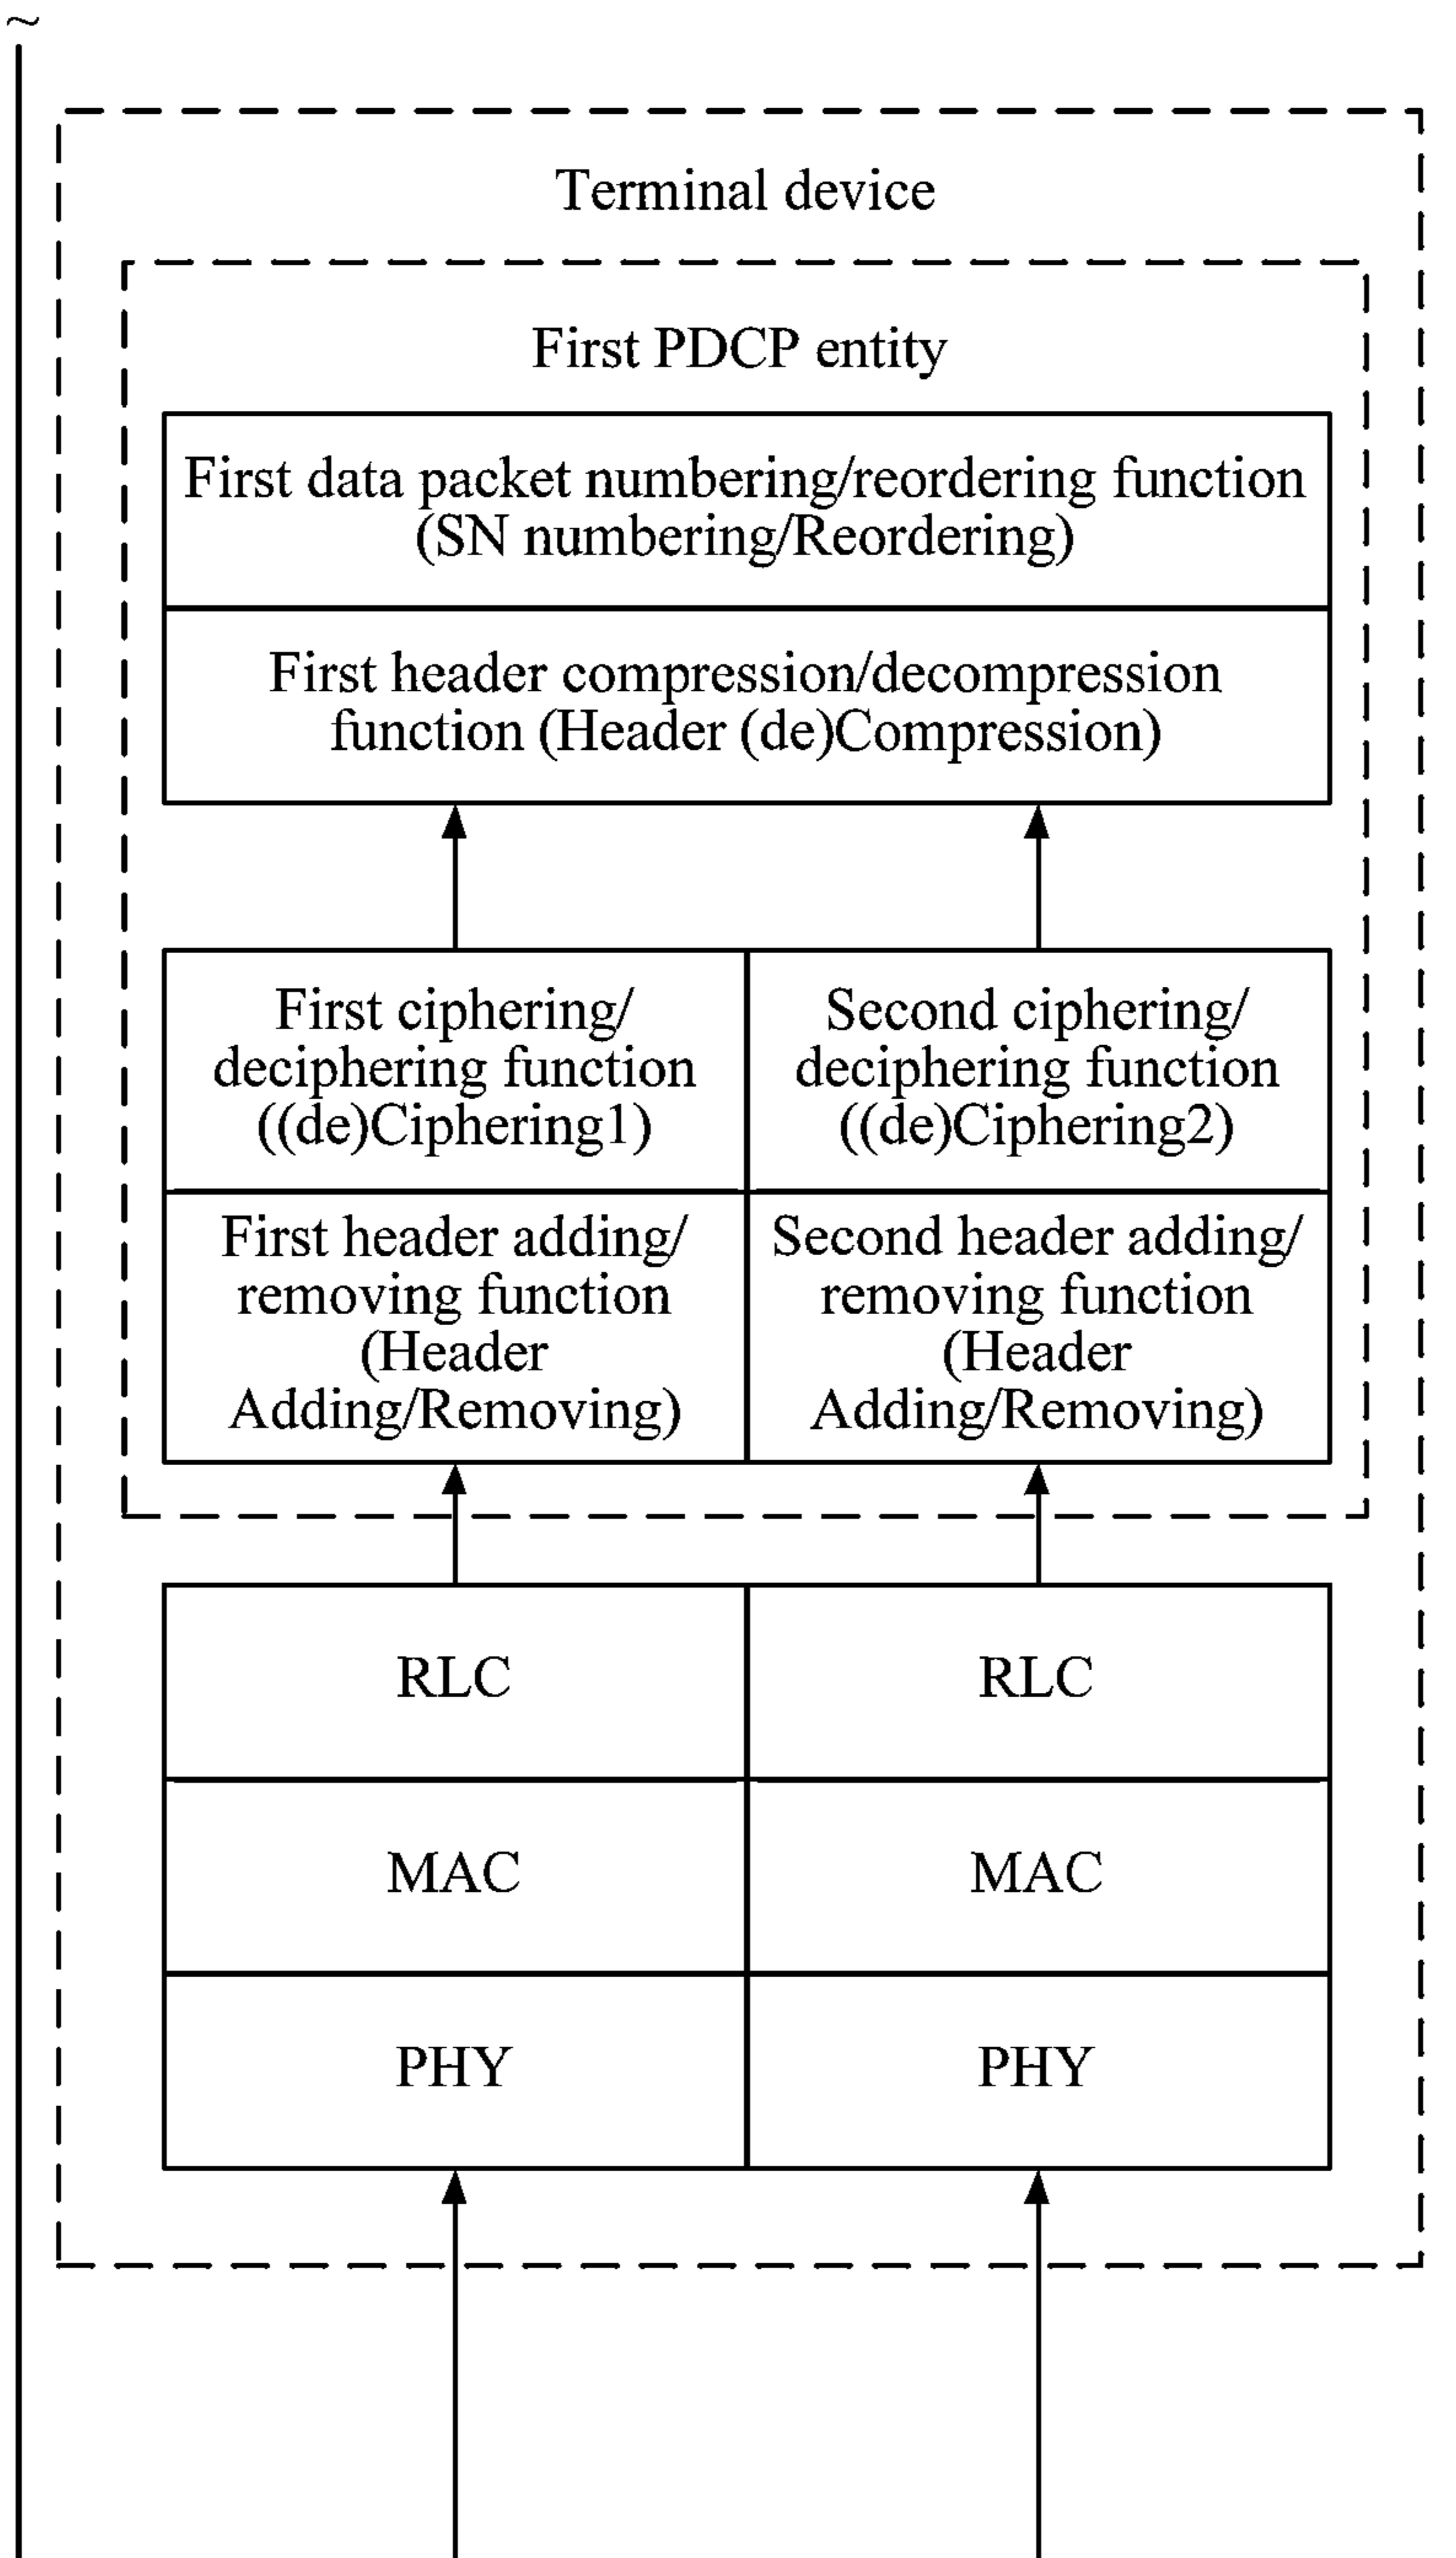 ~
Terminal device
First PDCP entity
First data packet numbering/reordering function
(SN numbering/Reordering)
First header compression/decompression
function (Header (de)Compression)
First ciphering/
deciphering function
((de)Ciphering1)
Second ciphering/
deciphering function
((de)Ciphering2)
First header adding/
removing function
(Header
Adding/Removing)
Second header adding/
removing function
(Header
Adding/Removing)
RLC
RLC
MAC
MAC
PHY
PHY